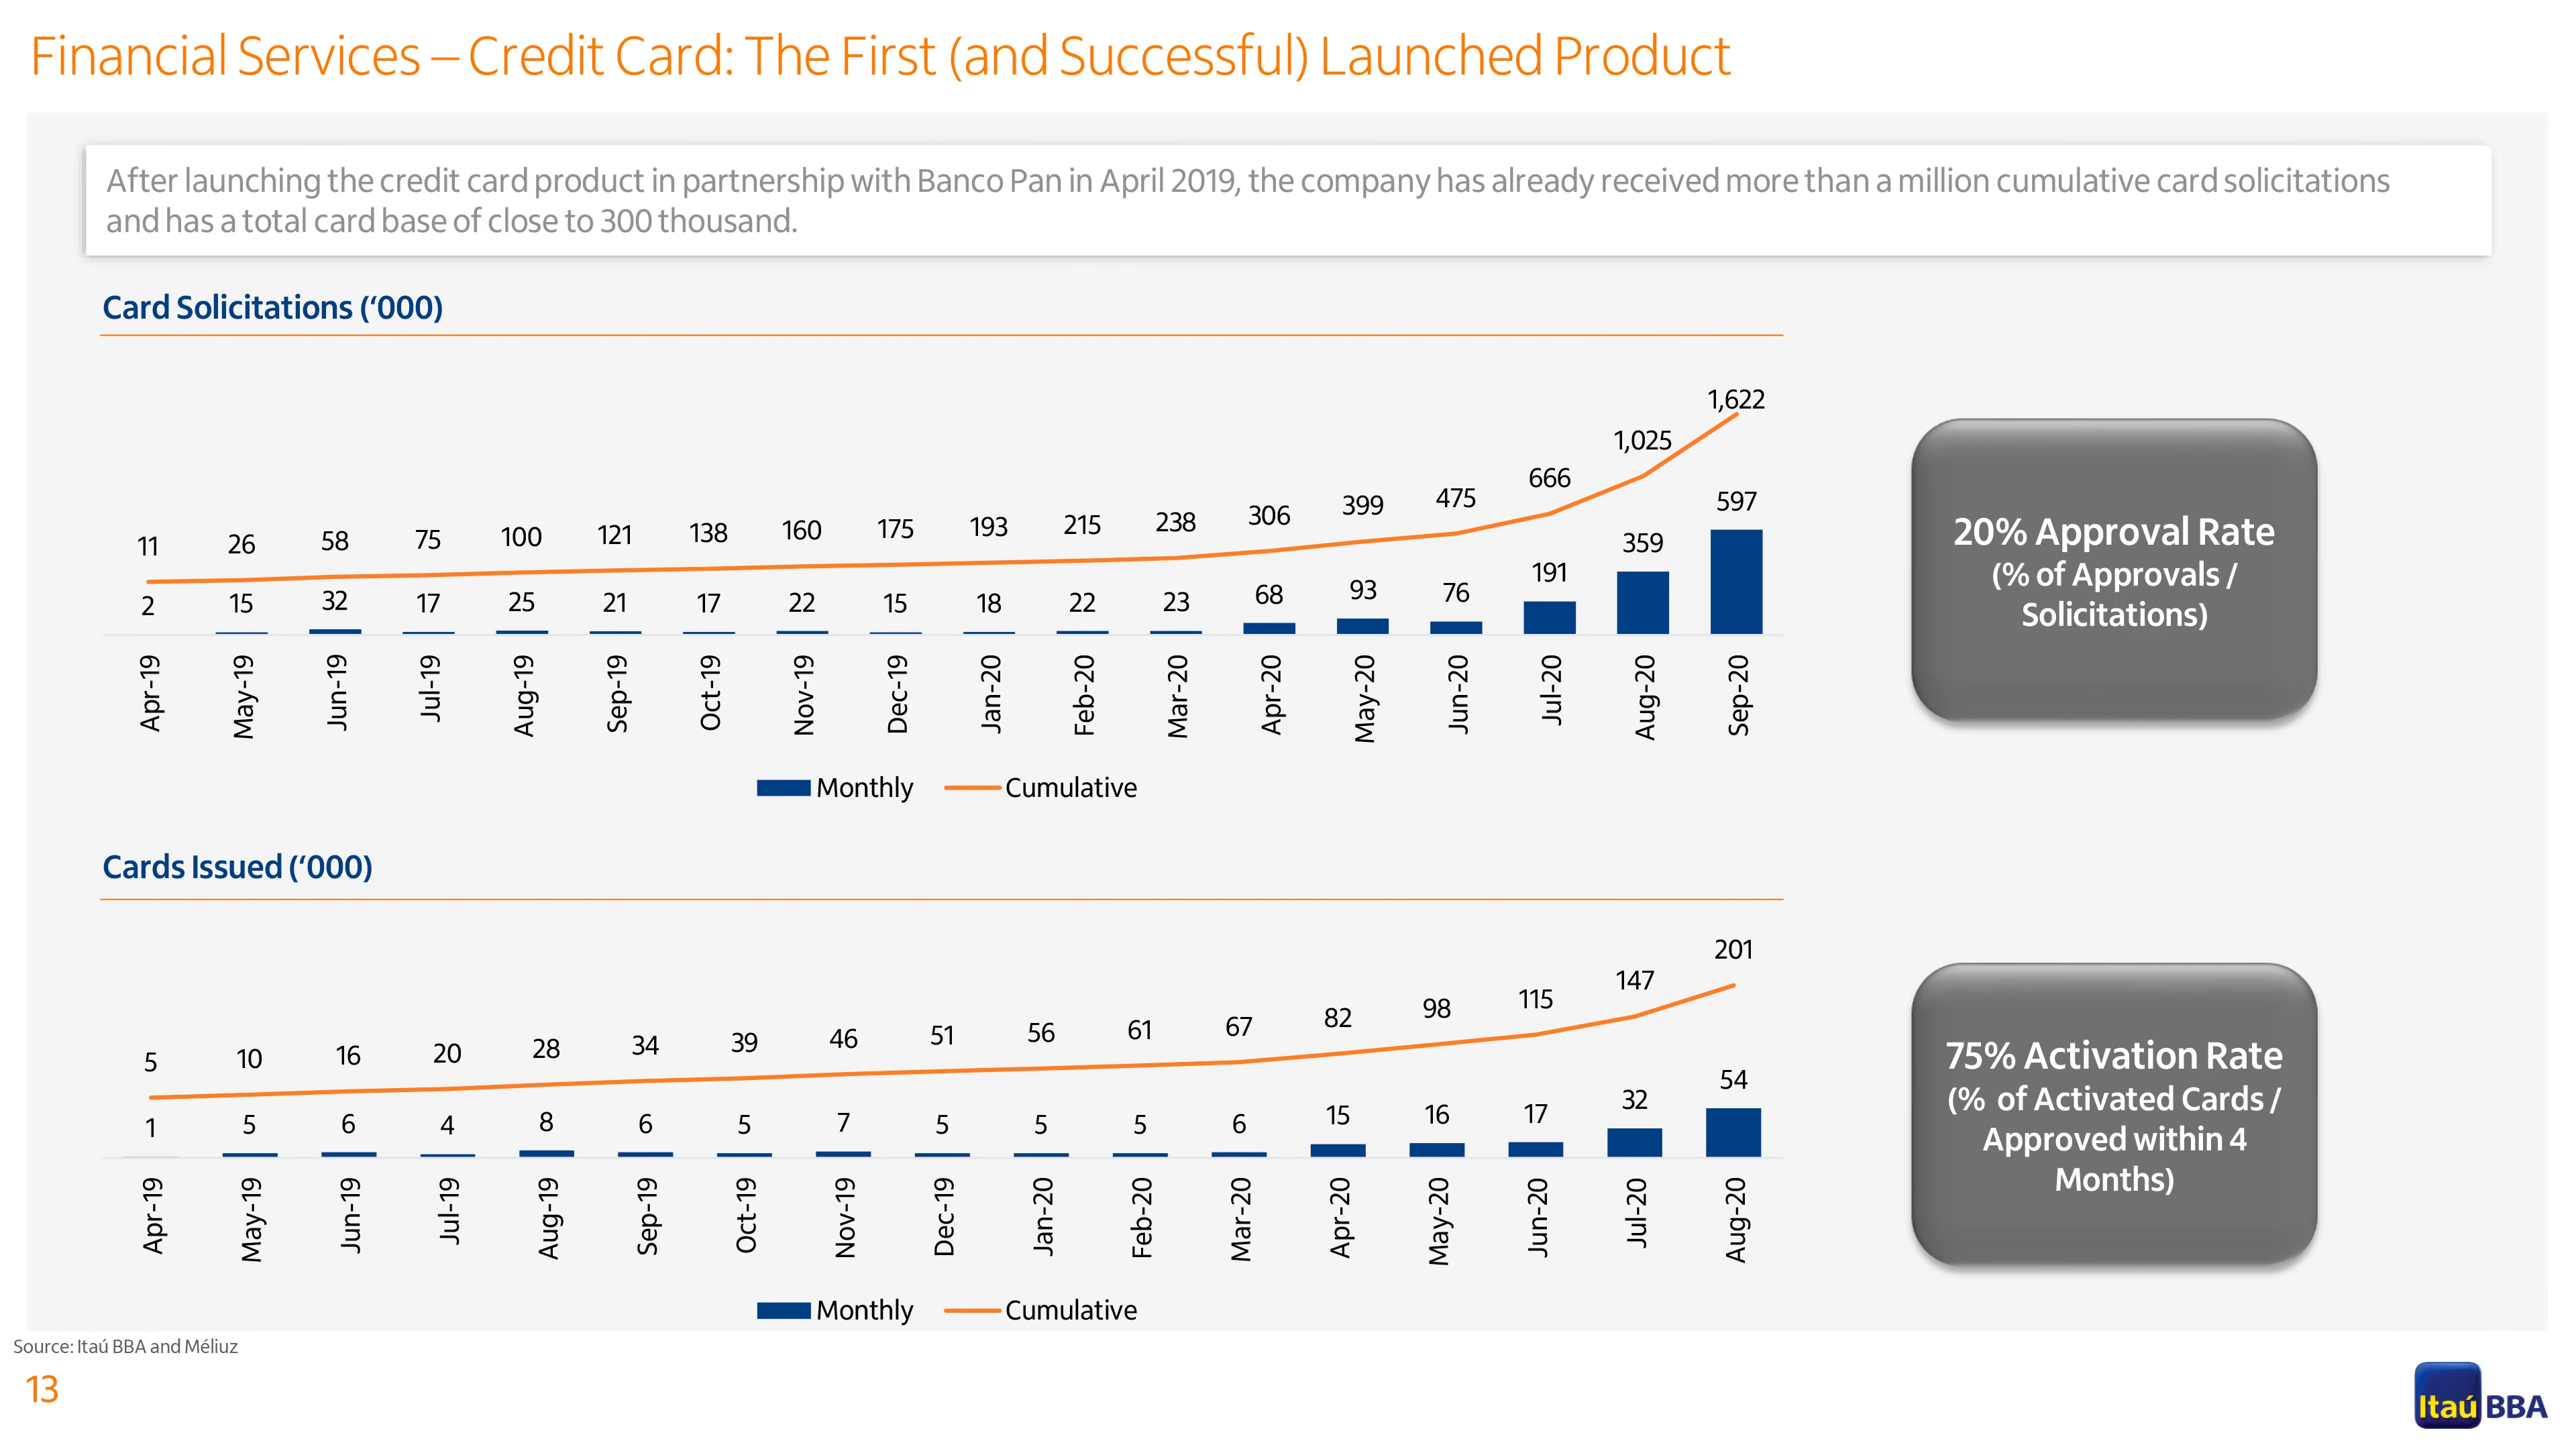 Financial Services – Credit Card: The First (and Successful) Launched Product
After launching the credit card product in partnership with Banco Pan in April 2019, the company has already received more than a million cumulative card solicitations
and has a total card base of close to 300 thousand.
Card Solicitations (‘000)
11 26 58 75 100 121 138 160 175 193 215 238 306 399 475 666 1,025 1,622
2 15 32 17 25 21 17 22 15 18 22 23 68 93 76 191 359 597
Apr-19 May-19 Jun-19 Jul-19 Aug-19 Sep-19 Oct-19 Nov-19 Dec-19 Jan-20 Feb-20 Mar-20 Apr-20 May-20 Jun-20 Jul-20 Aug-20 Sep-20
Monthly Cumulative
20% Approval Rate
(% of Approvals /
Solicitations)
Cards Issued (‘000)
5 10 16 20 28 34 39 46 51 56 61 67 82 98 115 147 201
1 5 6 4 8 6 5 7 5 5 5 6 15 16 17 32 54
Apr-19 May-19 Jun-19 Jul-19 Aug-19 Sep-19 Oct-19 Nov-19 Dec-19 Jan-20 Feb-20 Mar-20 Apr-20 May-20 Jun-20 Jul-20 Aug-20
Monthly Cumulative
75% Activation Rate
(% of Activated Cards /
Approved within 4
Months)
Source: Itaú BBA and Méliuz
13
Itaú BBA